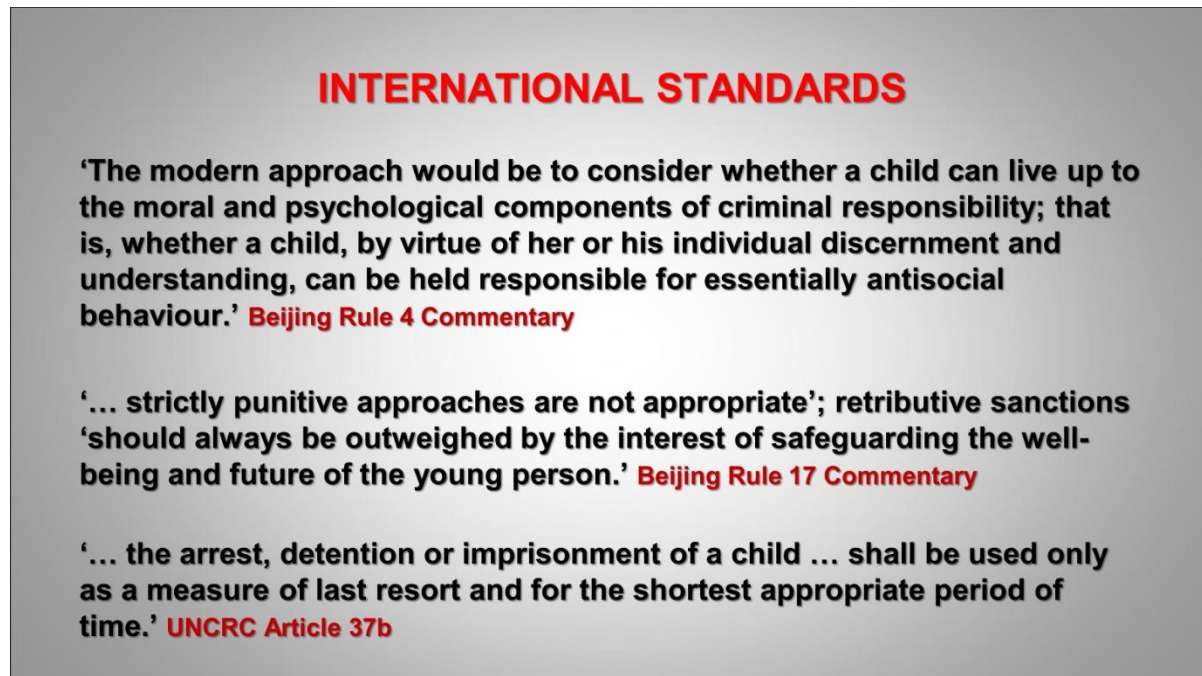 INTERNATIONAL STANDARDS
‘The modern approach would be to consider whether a child can live up to
the moral and psychological components of criminal responsibility; that
is, whether a child, by virtue of her or his individual discernment and
understanding, can be held responsible for essentially antisocial
behaviour.’ Beijing Rule 4 Commentary
‘… strictly punitive approaches are not appropriate’; retributive sanctions
‘should always be outweighed by the interest of safeguarding the well-
being and future of the young person.’ Beijing Rule 17 Commentary
‘… the arrest, detention or imprisonment of a child … shall be used only
as a measure of last resort and for the shortest appropriate period of
time.’ UNCRC Article 37b